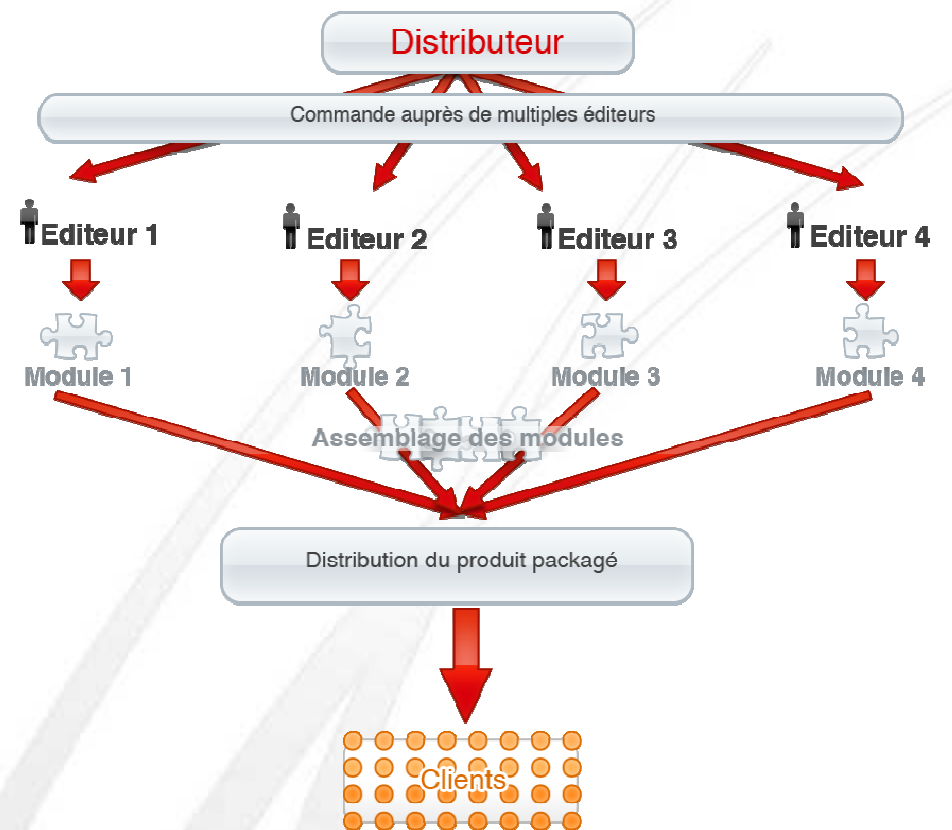 Distributeur
Commande auprès de multiples éditeurs
Editeur 1
Editeur 2
Editeur 3
Editeur 4
Module 1
Module 2
Module 3
Module 4
Assemblage des modules
Distribution du produit packagé
Clients